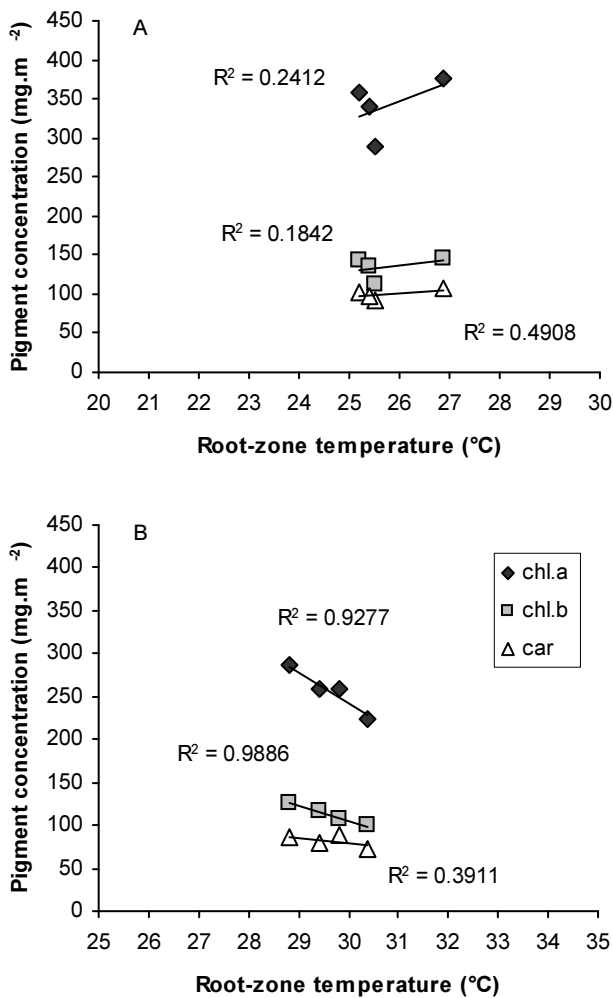 A
Pigment concentration (mg.m -2)
450
400
350
300
250
200
150
100
50
0
R² = 0.2412
R² = 0.1842
R² = 0.4908
20 21 22 23 24 25 26 27 28 29 30
Root-zone temperature (°C)
B
Pigment concentration (mg.m -2)
450
400
350
300
250
200
150
100
50
0
chl.a
chl.b
car
R² = 0.9277
R² = 0.9886
R² = 0.3911
25 26 27 28 29 30 31 32 33 34 35
Root-zone temperature (°C)